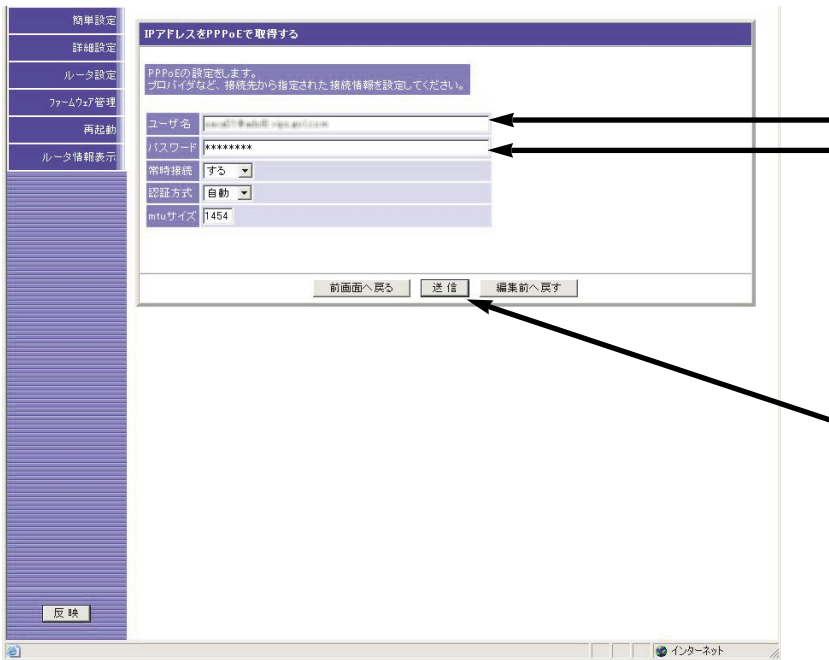 簡単設定
詳細設定
ルータ設定
ファームウェア管理
再起動
ルータ情報表示
IPアドレスをPPPoEで取得する
PPPoEの設定をします。
プロバイダなど、接続先から指定された接続情報を設定してください。
ユーザ名
パスワード ********
常時接続 する
認証方式 自動
mtuサイズ 1454
前画面へ戻る 送信 編集前へ戻す
反映
インターネット